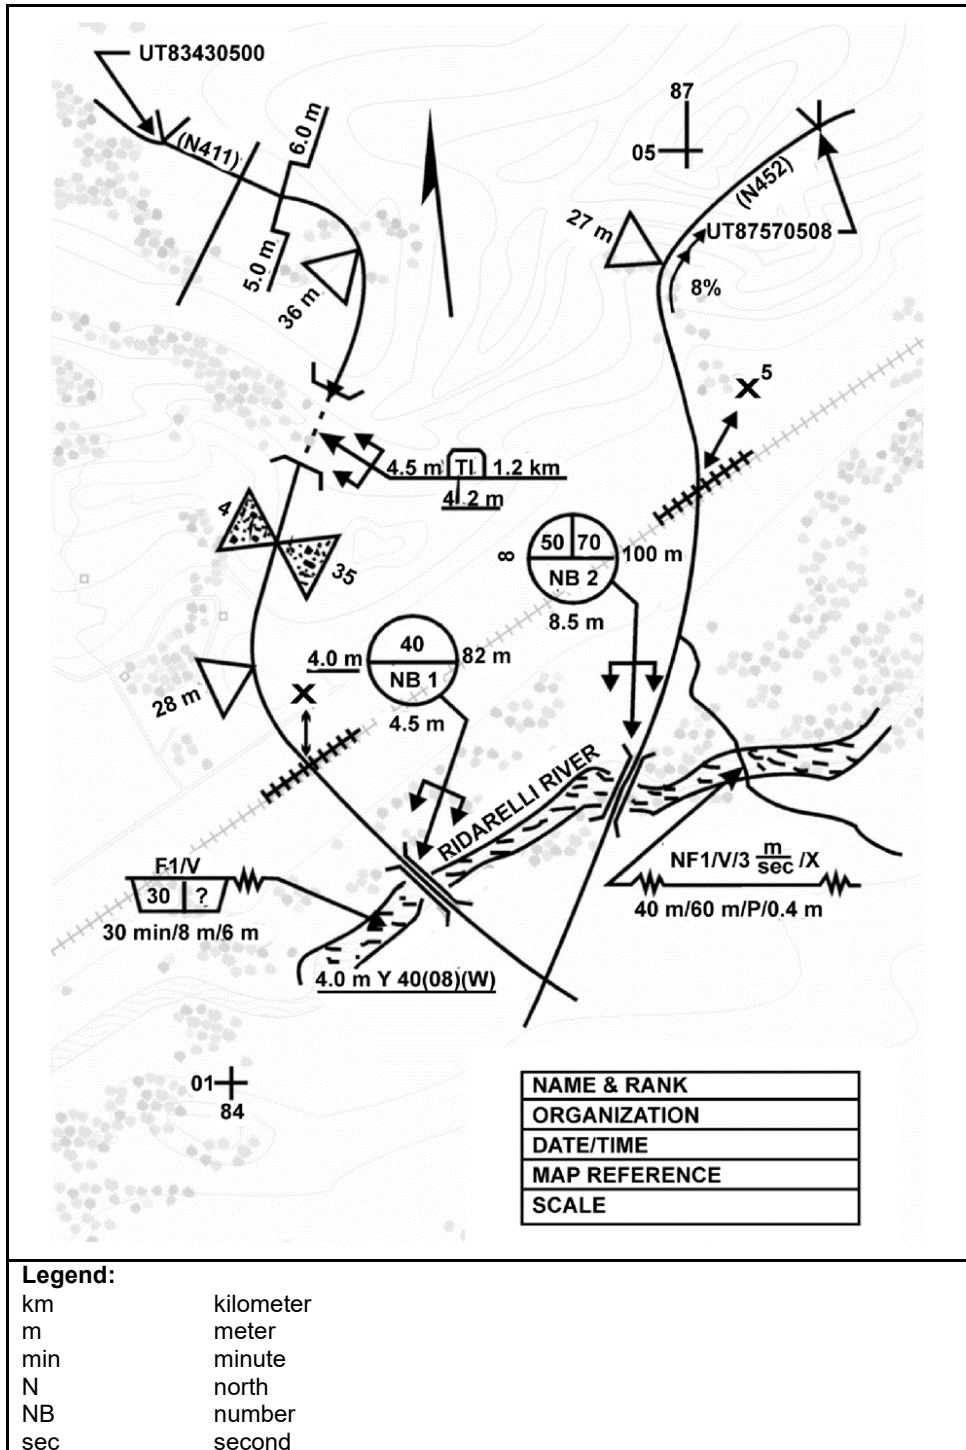 UT83430500
(N411)
6.0 m
5.0 m
36 m
87
05
(N452)
27 m
UT87570508
8%
X5
4.5 m TI 1.2 km
4.2 m
4
35
50 70
∞
100 m
NB 2
8.5 m
40
4.0 m
82 m
NB 1
4.5 m
28 m
X
RIDARELLI RIVER
F1/V
30 ?
30 min/8 m/6 m
NF1/V/3 m/sec /X
40 m/60 m/P/0.4 m
4.0 m Y 40(08)(W)
01
84
NAME & RANK
ORGANIZATION
DATE/TIME
MAP REFERENCE
SCALE
Legend:
km kilometer
m meter
min minute
N north
NB number
sec second